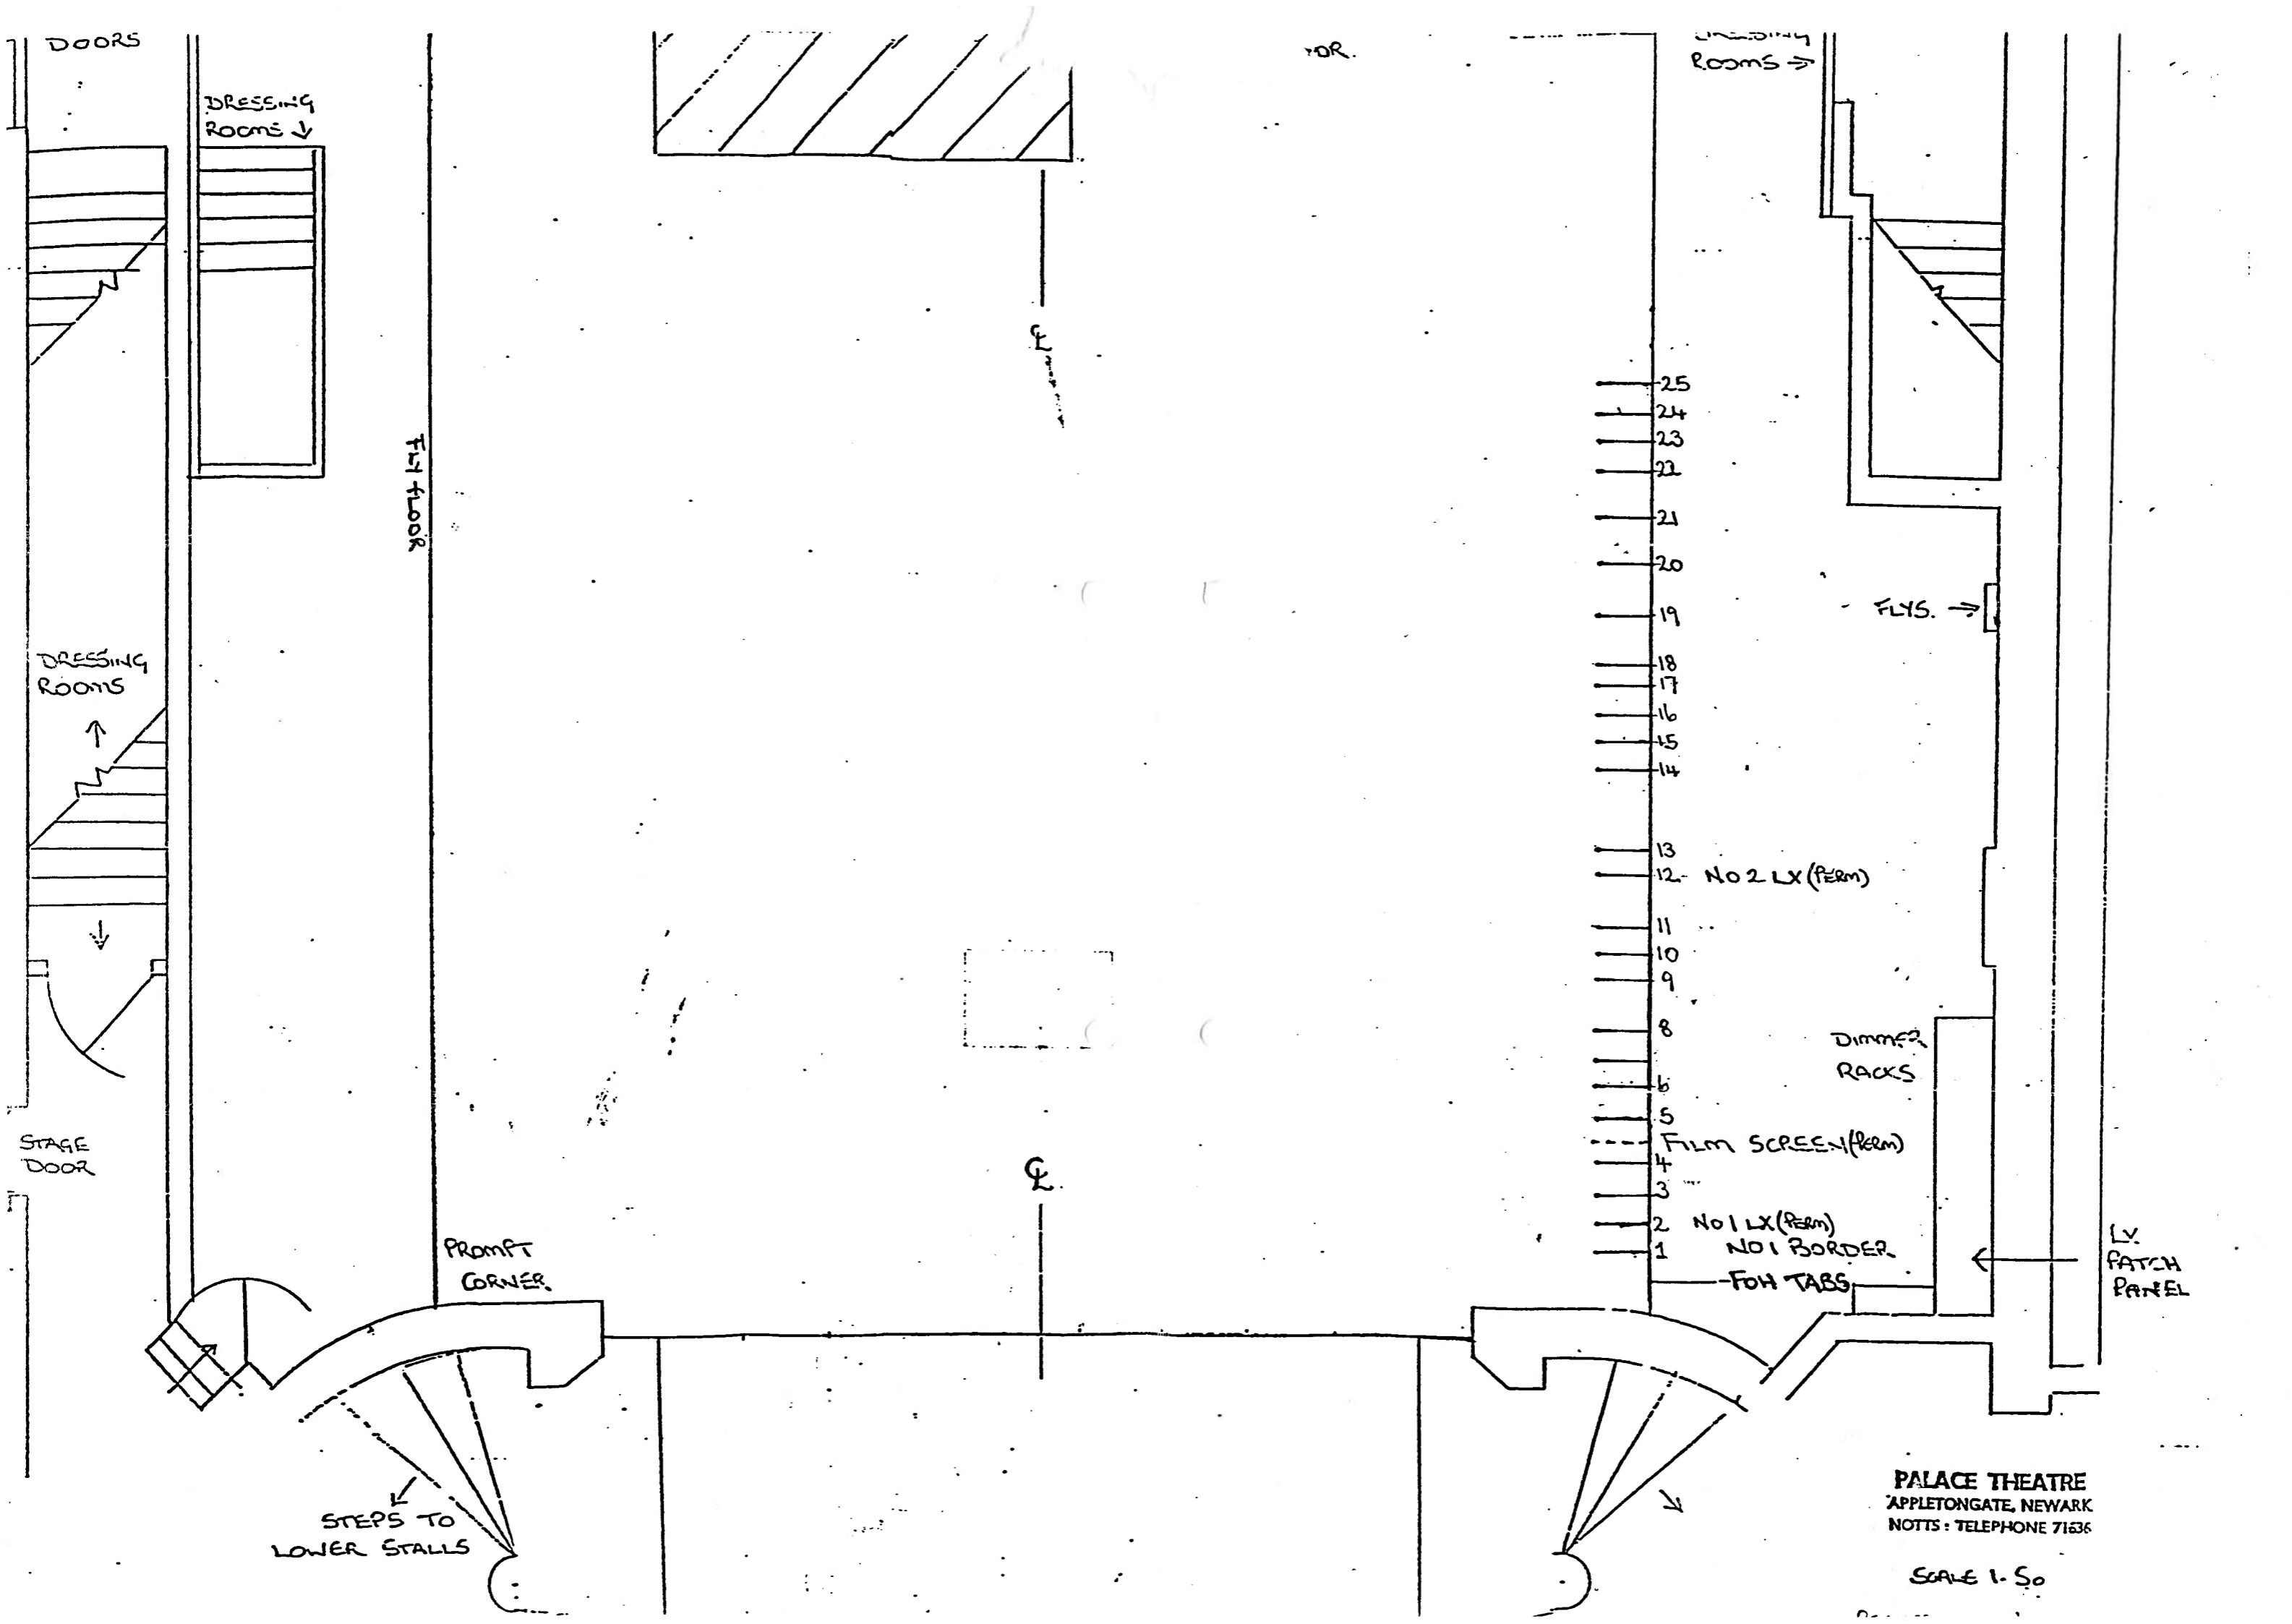 DOORS
DRESSING
ROOMS ↓
DR.
ROOMS →
℄
FLY FLOOR
25
24
23
22
21
20
19
FLYS. →
18
17
16
15
14
13
12 NO 2 LX (PERM)
11
10
9
8
6
5
FILM SCREEN (PERM)
4
3
2 NO 1 LX (PERM)
1 NO 1 BORDER
FOH TABS
DRESSING
ROOMS
↑
↓
STAGE
DOOR
℄
PROMPT
CORNER
DIMMER
RACKS
LV.
PATCH
PANEL
STEPS TO
LOWER STALLS
PALACE THEATRE
APPLETONGATE, NEWARK
NOTTS : TELEPHONE 71636
SCALE 1-50